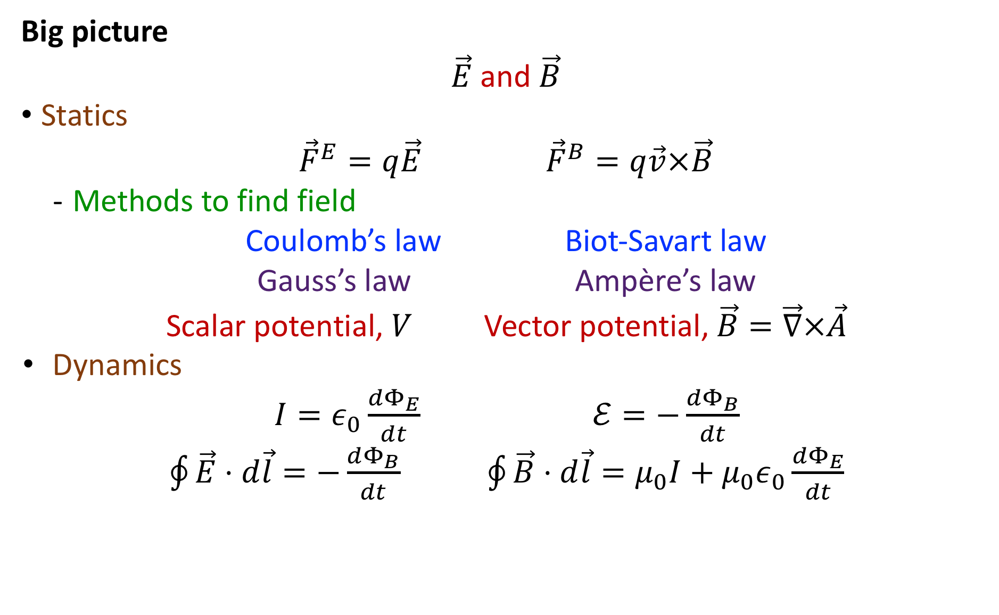 Big picture
$\vec{E}$ and $\vec{B}$
• Statics
$\vec{F}^E = q\vec{E}$ $\vec{F}^B = q\vec{v} \times \vec{B}$
- Methods to find field
Coulomb’s law Biot-Savart law
Gauss’s law Ampère’s law
Scalar potential, $V$ Vector potential, $\vec{B} = \vec{\nabla} \times \vec{A}$
• Dynamics
$I = \epsilon_0 \frac{d\Phi_E}{dt}$ $\mathcal{E} = -\frac{d\Phi_B}{dt}$
$\oint \vec{E} \cdot d\vec{l} = -\frac{d\Phi_B}{dt}$ $\oint \vec{B} \cdot d\vec{l} = \mu_0 I + \mu_0 \epsilon_0 \frac{d\Phi_E}{dt}$